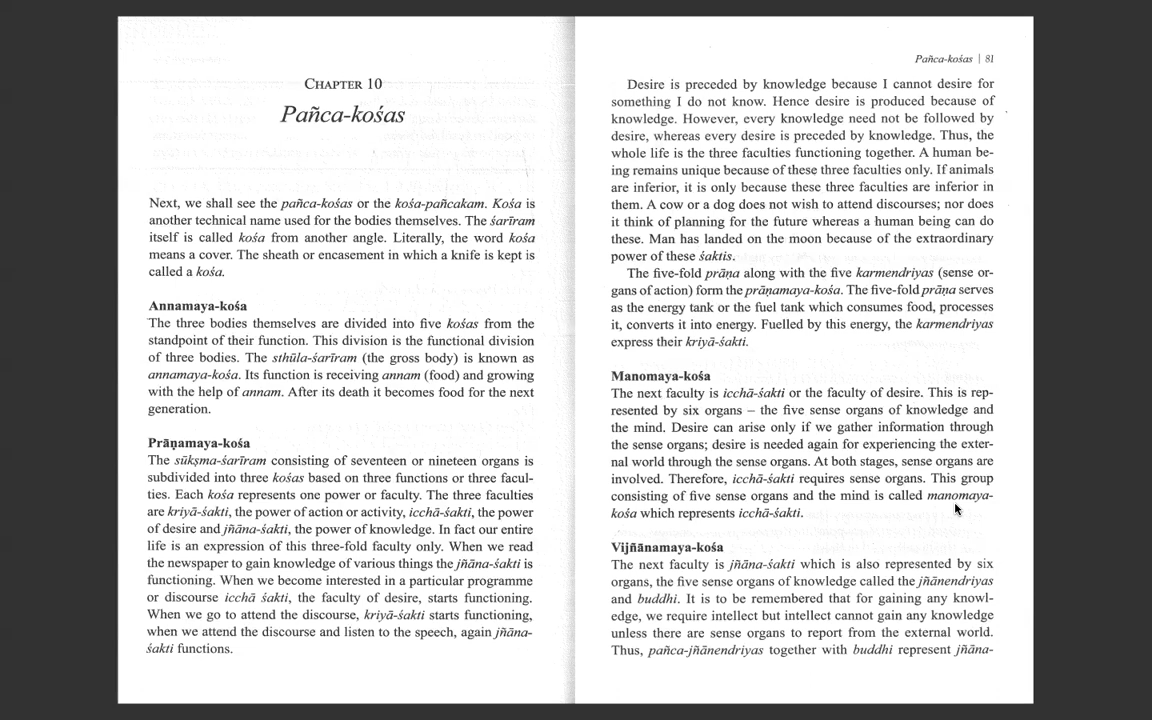 CHAPTER 10
Pañca-kośas
Next, we shall see the pañca-kośas or the kośa-pañcakam. Kośa is
another technical name used for the bodies themselves. The śarīram
itself is called kośa from another angle. Literally, the word kośa
means a cover. The sheath or encasement in which a knife is kept is
called a kośa.
Annamaya-kośa
The three bodies themselves are divided into five kośas from the
standpoint of their function. This division is the functional division
of three bodies. The sthūla-śarīram (the gross body) is known as
annamaya-kośa. Its function is receiving annam (food) and growing
with the help of annam. After its death it becomes food for the next
generation.
Prāṇamaya-kośa
The sūkṣma-śarīram consisting of seventeen or nineteen organs is
subdivided into three kośas based on three functions or three facul-
ties. Each kośa represents one power or faculty. The three faculties
are kriyā-śakti, the power of action or activity, icchā-śakti, the power
of desire and jñāna-śakti, the power of knowledge. In fact our entire
life is an expression of this three-fold faculty only. When we read
the newspaper to gain knowledge of various things the jñāna-śakti is
functioning. When we become interested in a particular programme
or discourse icchā śakti, the faculty of desire, starts functioning.
When we go to attend the discourse, kriyā-śakti starts functioning,
when we attend the discourse and listen to the speech, again jñāna-
śakti functions.
Pañca-kośas | 81
Desire is preceded by knowledge because I cannot desire for
something I do not know. Hence desire is produced because of
knowledge. However, every knowledge need not be followed by
desire, whereas every desire is preceded by knowledge. Thus, the
whole life is the three faculties functioning together. A human be-
ing remains unique because of these three faculties only. If animals
are inferior, it is only because these three faculties are inferior in
them. A cow or a dog does not wish to attend discourses; nor does
it think of planning for the future whereas a human being can do
these. Man has landed on the moon because of the extraordinary
power of these śaktis.
The five-fold prāṇa along with the five karmendriyas (sense or-
gans of action) form the prāṇamaya-kośa. The five-fold prāṇa serves
as the energy tank or the fuel tank which consumes food, processes
it, converts it into energy. Fuelled by this energy, the karmendriyas
express their kriyā-śakti.
Manomaya-kośa
The next faculty is icchā-śakti or the faculty of desire. This is rep-
resented by six organs – the five sense organs of knowledge and
the mind. Desire can arise only if we gather information through
the sense organs; desire is needed again for experiencing the exter-
nal world through the sense organs. At both stages, sense organs are
involved. Therefore, icchā-śakti requires sense organs. This group
consisting of five sense organs and the mind is called manomaya-
kośa which represents icchā-śakti.
Vijñānamaya-kośa
The next faculty is jñāna-śakti which is also represented by six
organs, the five sense organs of knowledge called the jñānendriyas
and buddhi. It is to be remembered that for gaining any knowl-
edge, we require intellect but intellect cannot gain any knowledge
unless there are sense organs to report from the external world.
Thus, pañca-jñānendriyas together with buddhi represent jñāna-